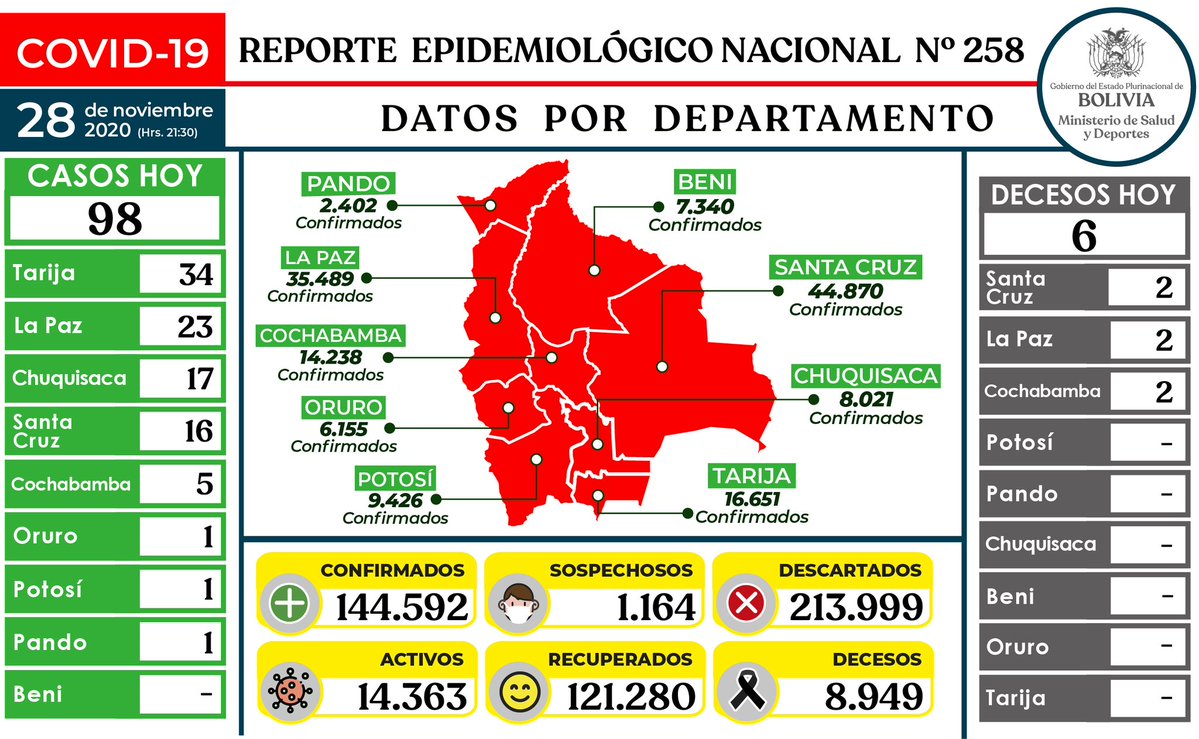 COVID-19
REPORTE EPIDEMIOLÓGICO NACIONAL Nº 258
28 de noviembre
2020 (Hrs. 21:30)
DATOS POR DEPARTAMENTO
Gobierno del Estado Plurinacional de
BOLIVIA
Ministerio de Salud
y Deportes
CASOS HOY
98
Tarija 34
La Paz 23
Chuquisaca 17
Santa
Cruz 16
Cochabamba 5
Oruro 1
Potosí 1
Pando 1
Beni -
PANDO
2.402
Confirmados
LA PAZ
35.489
Confirmados
COCHABAMBA
14.238
Confirmados
ORURO
6.155
Confirmados
POTOSÍ
9.426
Confirmados
BENI
7.340
Confirmados
SANTA CRUZ
44.870
Confirmados
CHUQUISACA
8.021
Confirmados
TARIJA
16.651
Confirmados
CONFIRMADOS
144.592
SOSPECHOSOS
1.164
DESCARTADOS
213.999
ACTIVOS
14.363
RECUPERADOS
121.280
DECESOS
8.949
DECESOS HOY
6
Santa
Cruz 2
La Paz 2
Cochabamba 2
Potosí -
Pando -
Chuquisaca -
Beni -
Oruro -
Tarija -